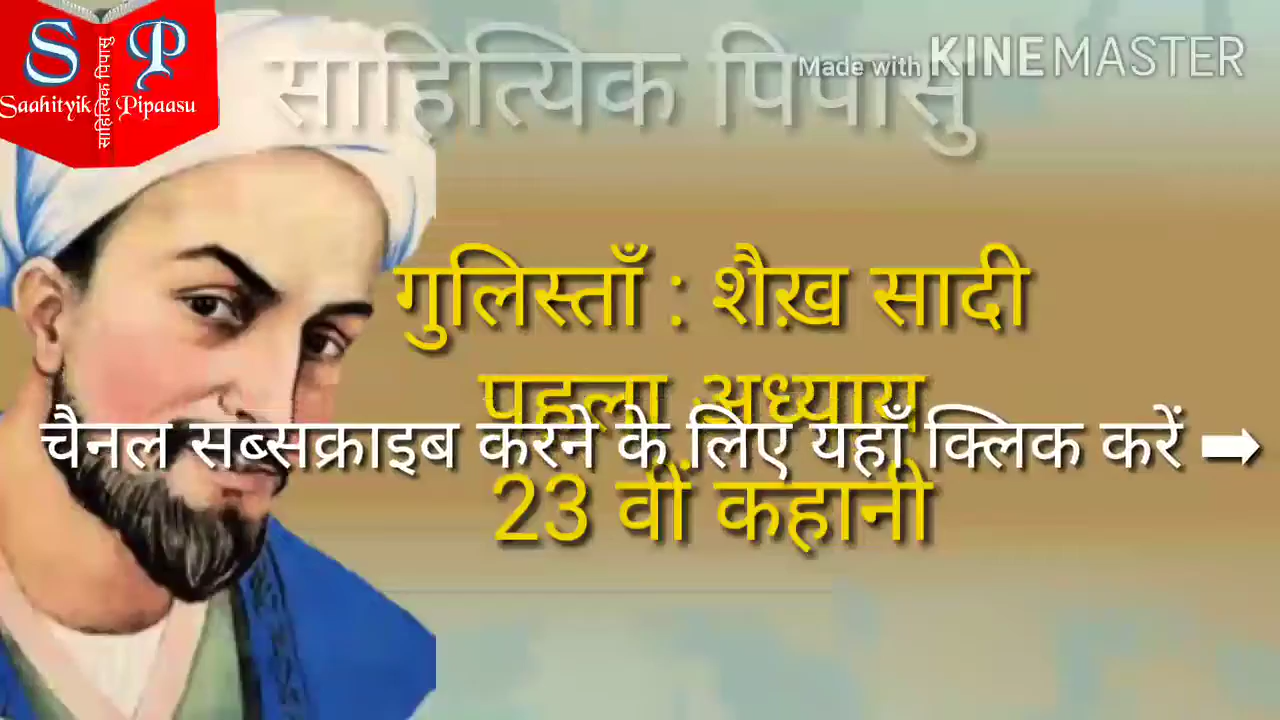 S P
Saahityik Pipaasu
साहित्यिक पिपासु
साहित्यिक पिपासु
Made with KINEMASTER
गुलिस्ताँ : शैख़ सादी
पहला अध्याय
चैनल सब्सक्राइब करने के लिए यहाँ क्लिक करें ➡
23 वीं कहानी